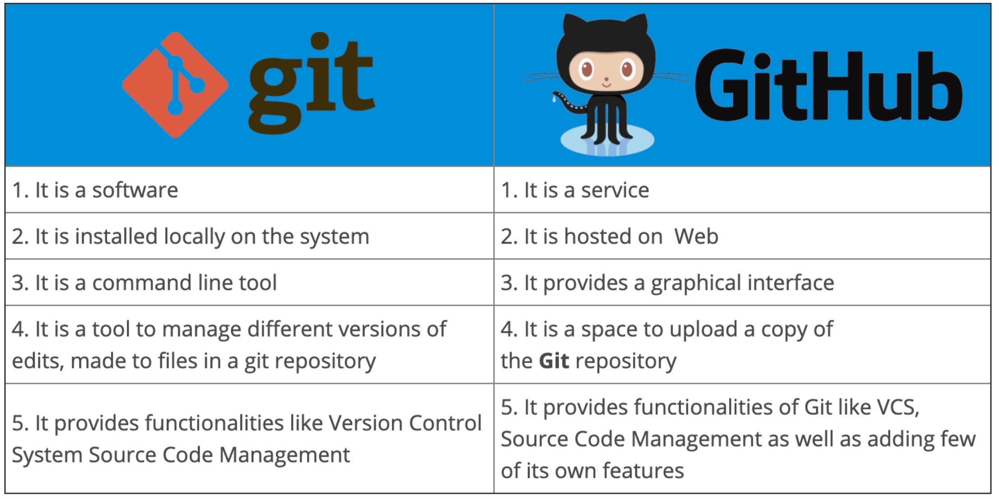 git
GitHub
1. It is a software
1. It is a service
2. It is installed locally on the system
2. It is hosted on  Web
3. It is a command line tool
3. It provides a graphical interface
4. It is a tool to manage different versions of
edits, made to files in a git repository
4. It is a space to upload a copy of
the Git repository
5. It provides functionalities like Version Control
System Source Code Management
5. It provides functionalities of Git like VCS,
Source Code Management as well as adding few
of its own features